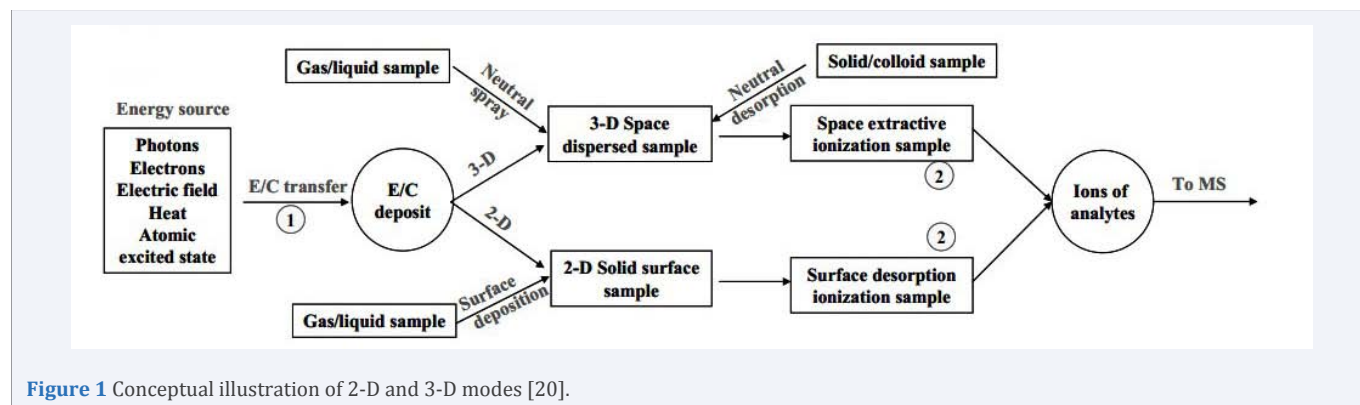 Gas/liquid sample
Neutral
spray
Solid/colloid sample
Neutral
desorption
Energy source
Photons
Electrons
Electric field
Heat
Atomic
excited state
E/C transfer
1
E/C
deposit
3-D
2-D
3-D Space
dispersed sample
Space extractive
ionization sample
2
Ions of
analytes
To MS
2
2-D Solid surface
sample
Surface desorption
ionization sample
Gas/liquid sample
Surface
deposition
Figure 1 Conceptual illustration of 2-D and 3-D modes [20].